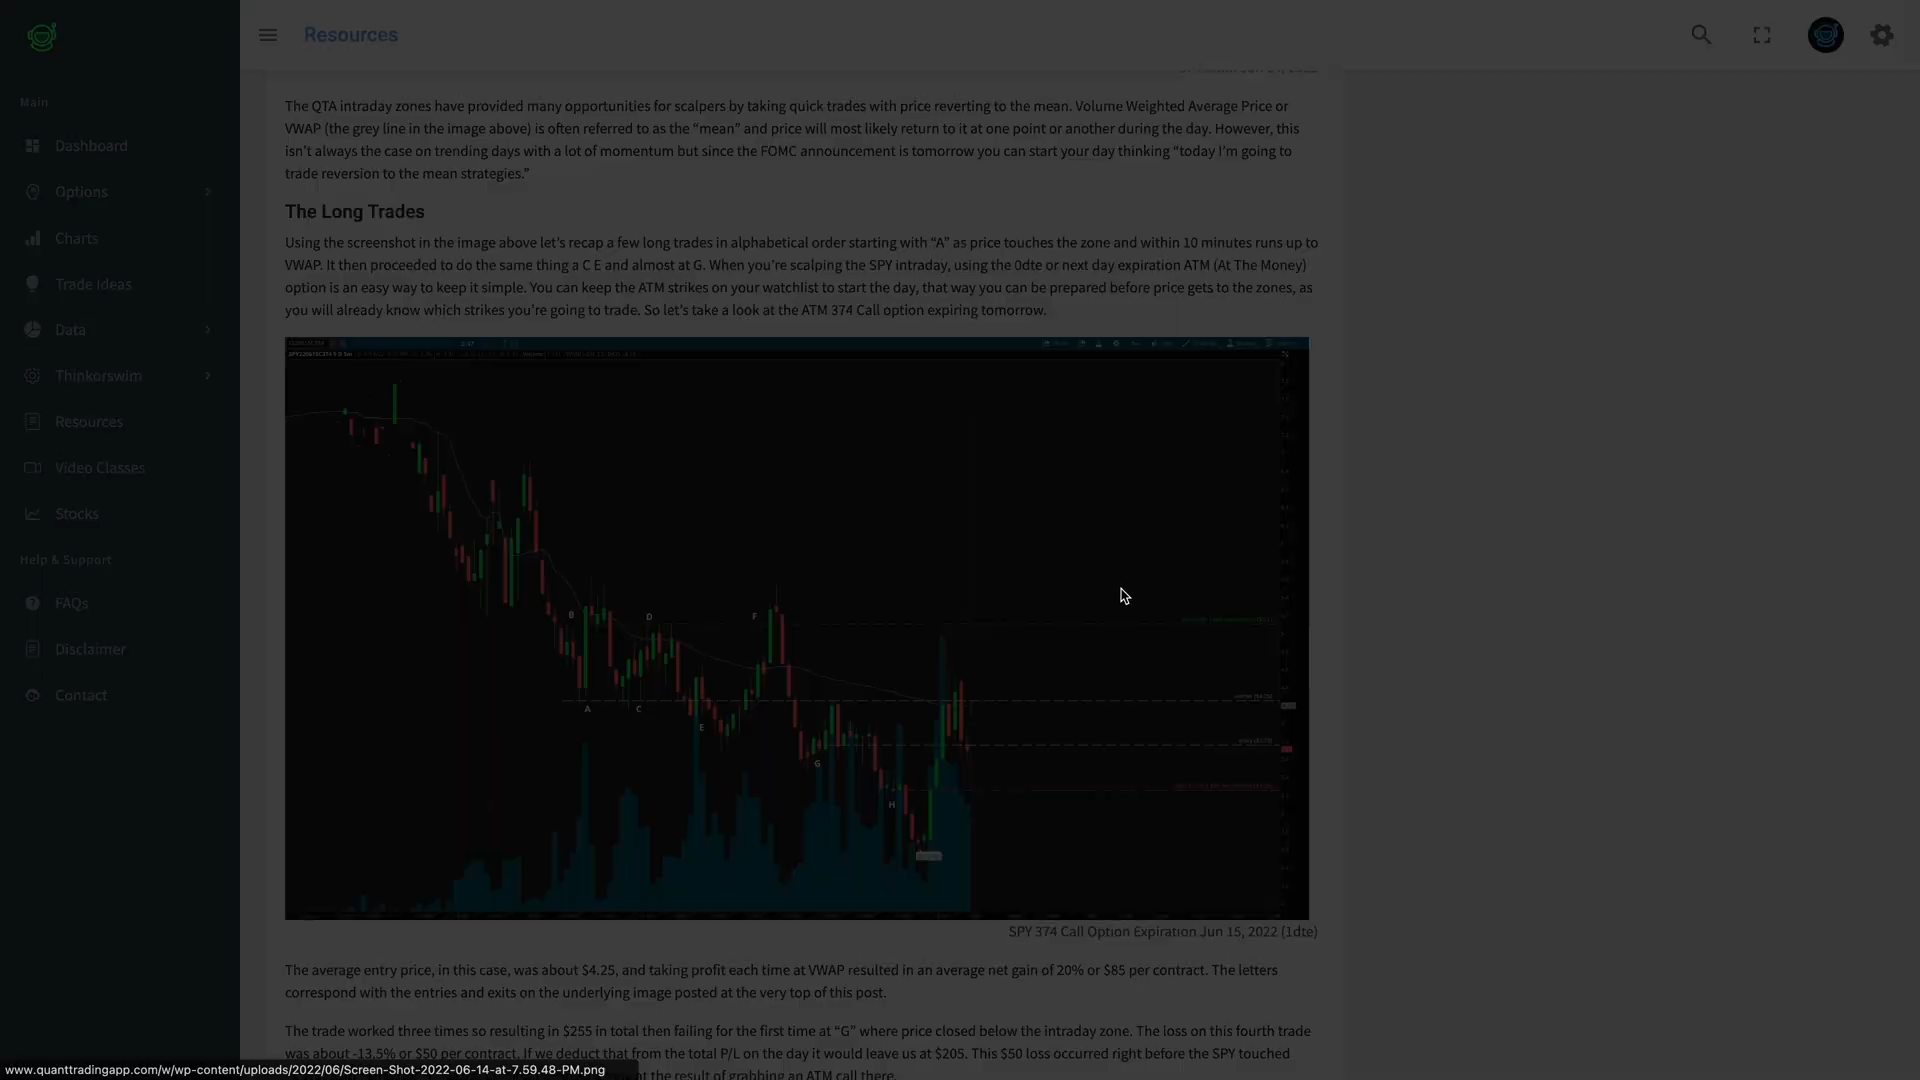 Resources
Main
Dashboard
Options
Charts
Trade Ideas
Data
Thinkorswim
Resources
Video Classes
Stocks
Help & Support
FAQs
Disclaimer
Contact
The QTA intraday zones have provided many opportunities for scalpers by taking quick trades with price reverting to the mean. Volume Weighted Average Price or
VWAP (the grey line in the image above) is often referred to as the “mean” and price will most likely return to it at one point or another during the day. However, this
isn’t always the case on trending days with a lot of momentum but since the FOMC announcement is tomorrow you can start your day thinking “today I’m going to
trade reversion to the mean strategies.”
The Long Trades
Using the screenshot in the image above let’s recap a few long trades in alphabetical order starting with “A” as price touches the zone and within 10 minutes runs up to
VWAP. It then proceeded to do the same thing a C E and almost at G. When you’re scalping the SPY intraday, using the 0dte or next day expiration ATM (At The Money)
option is an easy way to keep it simple. You can keep the ATM strikes on your watchlist to start the day, that way you can be prepared before price gets to the zones, as
you will already know which strikes you’re going to trade. So let’s take a look at the ATM 374 Call option expiring tomorrow.
B
D
F
A
C
E
G
H
SPY 374 Call Option Expiration Jun 15, 2022 (1dte)
The average entry price, in this case, was about $4.25, and taking profit each time at VWAP resulted in an average net gain of 20% or $85 per contract. The letters
correspond with the entries and exits on the underlying image posted at the very top of this post.
The trade worked three times so resulting in $255 in total then failing for the first time at “G” where price closed below the intraday zone. The loss on this fourth trade
was about -13.5% or $50 per contract. If we deduct that from the total P/L on the day it would leave us at $205. This $50 loss occurred right before the SPY touched
at the result of grabbing an ATM call there.
www.quanttradingapp.com/w/wp-content/uploads/2022/06/Screen-Shot-2022-06-14-at-7.59.48-PM.png